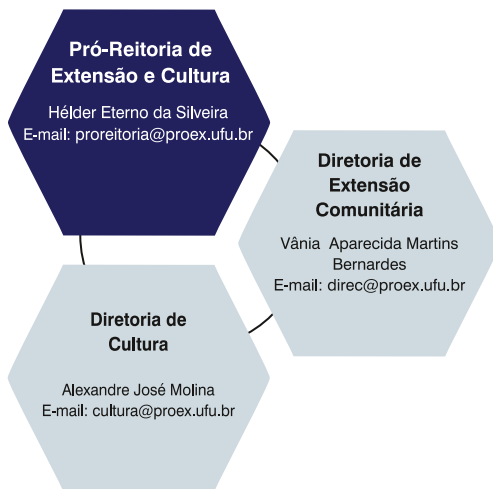 Pró-Reitoria de
Extensão e Cultura
Hélder Eterno da Silveira
E-mail: proreitoria@proex.ufu.br
Diretoria de
Extensão
Comunitária
Vânia Aparecida Martins
Bernardes
E-mail: direc@proex.ufu.br
Diretoria de
Cultura
Alexandre José Molina
E-mail: cultura@proex.ufu.br